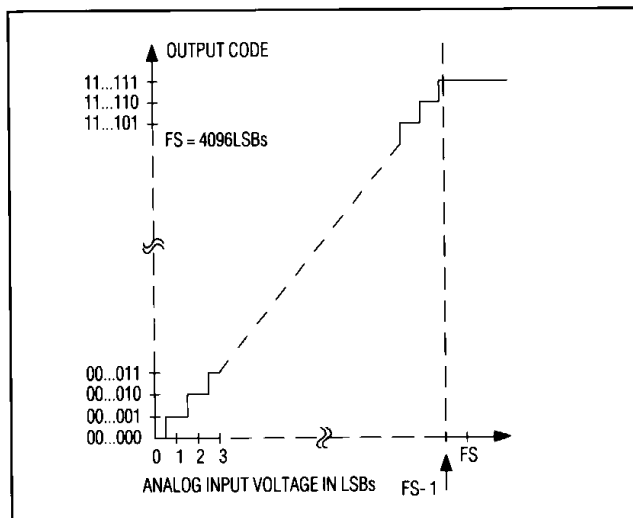 OUTPUT CODE
11...111
11...110
11...101
FS = 4096LSBs
00...011
00...010
00...001
00...000
0 1 2 3
FS
ANALOG INPUT VOLTAGE IN LSBs
FS-1